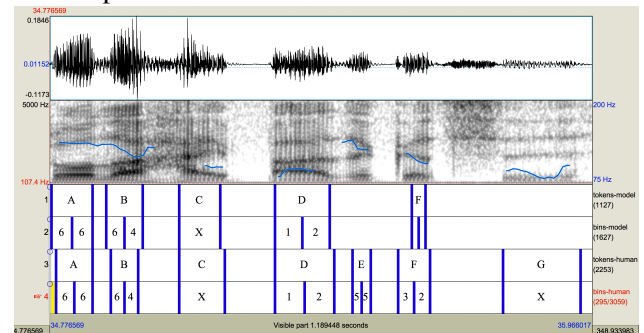 34.776569
0.1846
0.01152
-0.1173
5000 Hz 200 Hz
107.4 Hz 75 Hz
1 A B C D F tokens-model (1127)
2 6 6 6 4 X 1 2 bins-model (1627)
3 A B C D E F G tokens-human (2253)
4 6 6 6 4 X 1 2 5 5 3 2 X bins-human (295/3059)
34.776569 Visible part 1.189448 seconds 35.966017
4.776569 348.933983